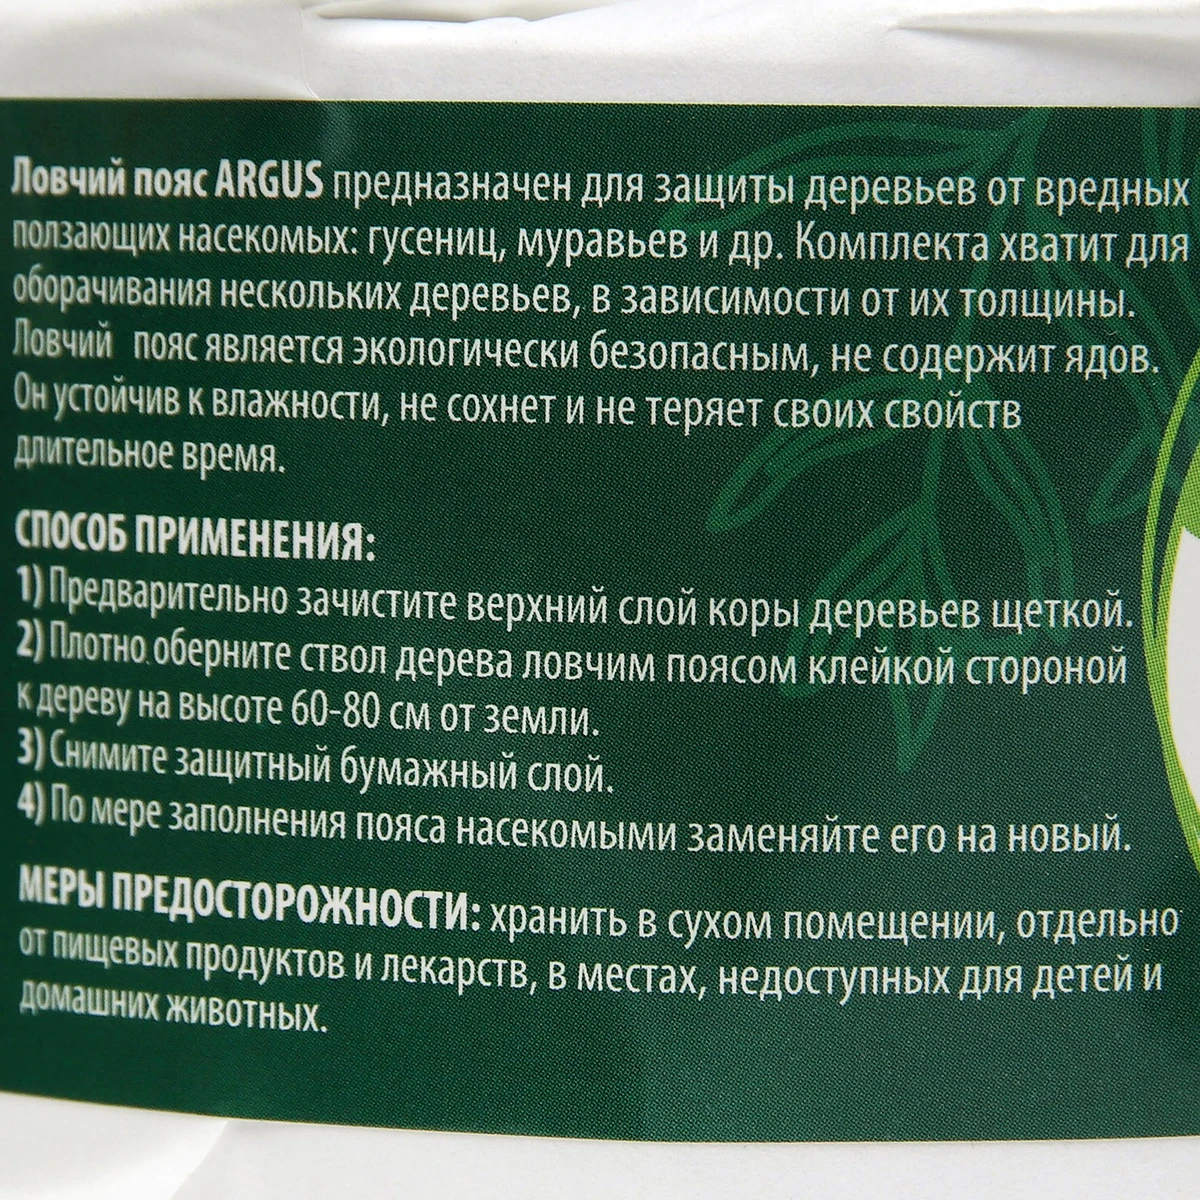 Ловчий пояс ARGUS предназначен для защиты деревьев от вредных
ползающих насекомых: гусениц, муравьев и др. Комплекта хватит для
оборачивания нескольких деревьев, в зависимости от их толщины.
Ловчий пояс является экологически безопасным, не содержит ядов.
Он устойчив к влажности, не сохнет и не теряет своих свойств
длительное время.
СПОСОБ ПРИМЕНЕНИЯ:
1) Предварительно зачистите верхний слой коры деревьев щеткой.
2) Плотно оберните ствол дерева ловчим поясом клейкой стороной
к дереву на высоте 60-80 см от земли.
3) Снимите защитный бумажный слой.
4) По мере заполнения пояса насекомыми заменяйте его на новый.
МЕРЫ ПРЕДОСТОРОЖНОСТИ: хранить в сухом помещении, отдельно
от пищевых продуктов и лекарств, в местах, недоступных для детей и
домашних животных.